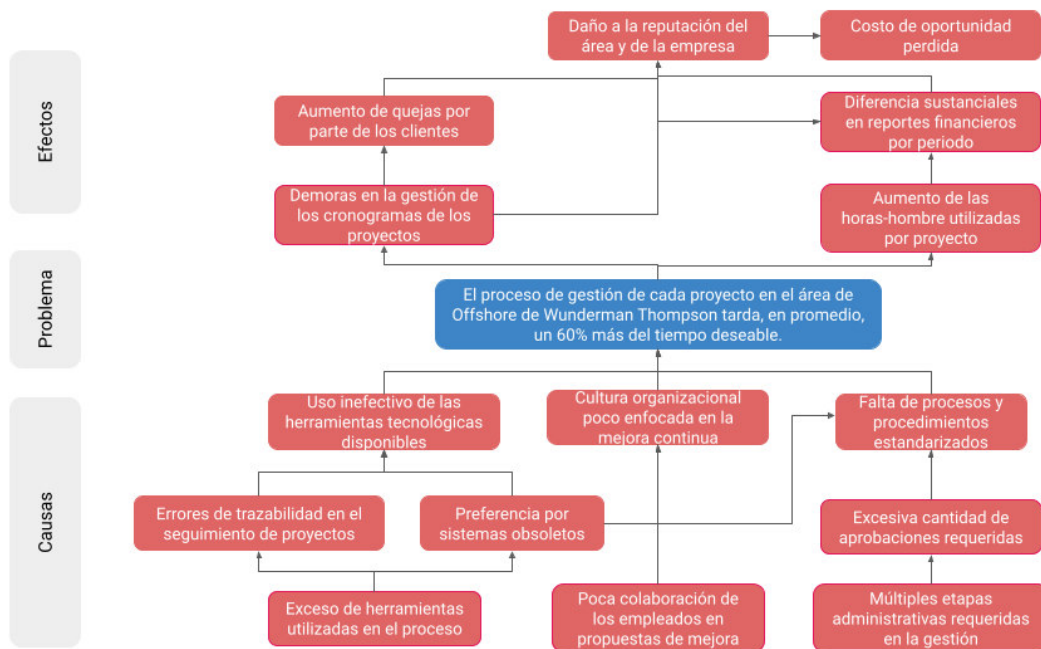 Daño a la reputación del
área y de la empresa
Costo de oportunidad
perdida
Efectos
Aumento de quejas por
parte de los clientes
Diferencia sustanciales
en reportes financieros
por periodo
Demoras en la gestión de
los cronogramas de los
proyectos
Aumento de las
horas-hombre utilizadas
por proyecto
Problema
El proceso de gestión de cada proyecto en el área de
Offshore de Wunderman Thompson tarda, en promedio,
un 60% más del tiempo deseable.
Causas
Uso inefectivo de las
herramientas tecnológicas
disponibles
Cultura organizacional
poco enfocada en la
mejora continua
Falta de procesos y
procedimientos
estandarizados
Errores de trazabilidad en el
seguimiento de proyectos
Preferencia por
sistemas obsoletos
Excesiva cantidad de
aprobaciones requeridas
Exceso de herramientas
utilizadas en el proceso
Poca colaboración de
los empleados en
propuestas de mejora
Múltiples etapas
administrativas requeridas
en la gestión